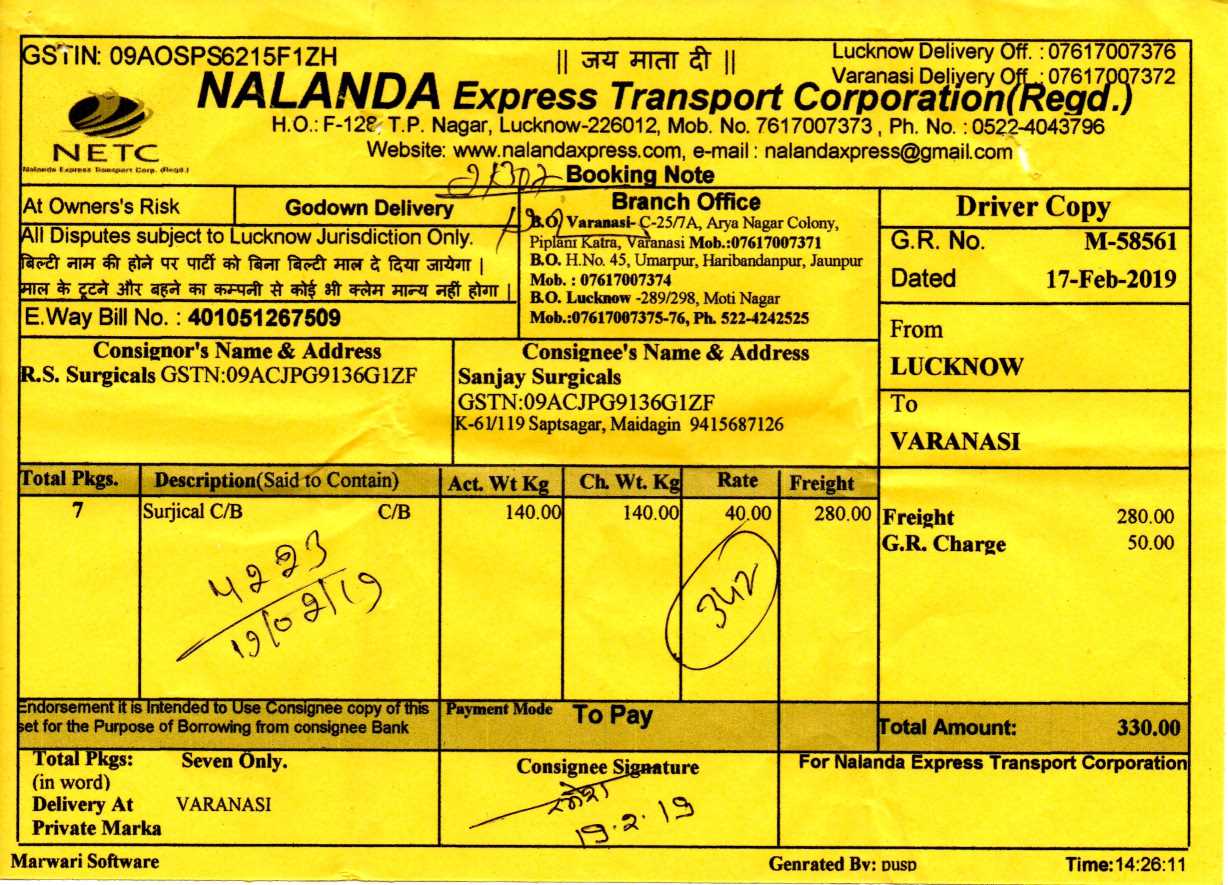 GSTIN: 09AOSPS6215F1ZH
|| जय माता दी ||
Lucknow Delivery Off. : 07617007376
Varanasi Deliyery Off. : 07617007372
NALANDA Express Transport Corporation(Regd.)
H.O.: F-128, T.P. Nagar, Lucknow-226012, Mob. No. 7617007373 , Ph. No. : 0522-4043796
Website: www.nalandaxpress.com, e-mail : nalandaxpress@gmail.com
NETC
Nalanda Express Transport Corp. (Regd.)
Booking Note
At Owners's Risk
Godown Delivery
All Disputes subject to Lucknow Jurisdiction Only.
बिल्टी नाम की होने पर पार्टी को बिना बिल्टी माल दे दिया जायेगा |
माल के टूटने और बहने का कम्पनी से कोई भी क्लेम मान्य नहीं होगा |
E.Way Bill No. : 401051267509
Branch Office
B.O. Varanasi- C-25/7A, Arya Nagar Colony,
Piplani Katra, Varanasi Mob.:07617007371
B.O. H.No. 45, Umarpur, Haribandanpur, Jaunpur
Mob. : 07617007374
B.O. Lucknow -289/298, Moti Nagar
Mob.:07617007375-76, Ph. 522-4242525
Driver Copy
G.R. No. M-58561
Dated 17-Feb-2019
From
LUCKNOW
To
VARANASI
Consignor's Name & Address
R.S. Surgicals GSTN:09ACJPG9136G1ZF
Consignee's Name & Address
Sanjay Surgicals
GSTN:09ACJPG9136G1ZF
K-61/119 Saptsagar, Maidagin 9415687126
Total Pkgs. Description(Said to Contain) Act. Wt Kg Ch. Wt. Kg Rate Freight
7 Surjical C/B C/B 140.00 140.00 40.00 280.00
Freight 280.00
G.R. Charge 50.00
4223
19/02/19
342
Endorsement it is Intended to Use Consignee copy of this
set for the Purpose of Borrowing from consignee Bank
Payment Mode To Pay
Total Amount: 330.00
Total Pkgs: Seven Only.
(in word)
Delivery At VARANASI
Private Marka
Consignee Signature
रमेश
19.2.19
For Nalanda Express Transport Corporation
Marwari Software
Genrated By: pusp
Time:14:26:11